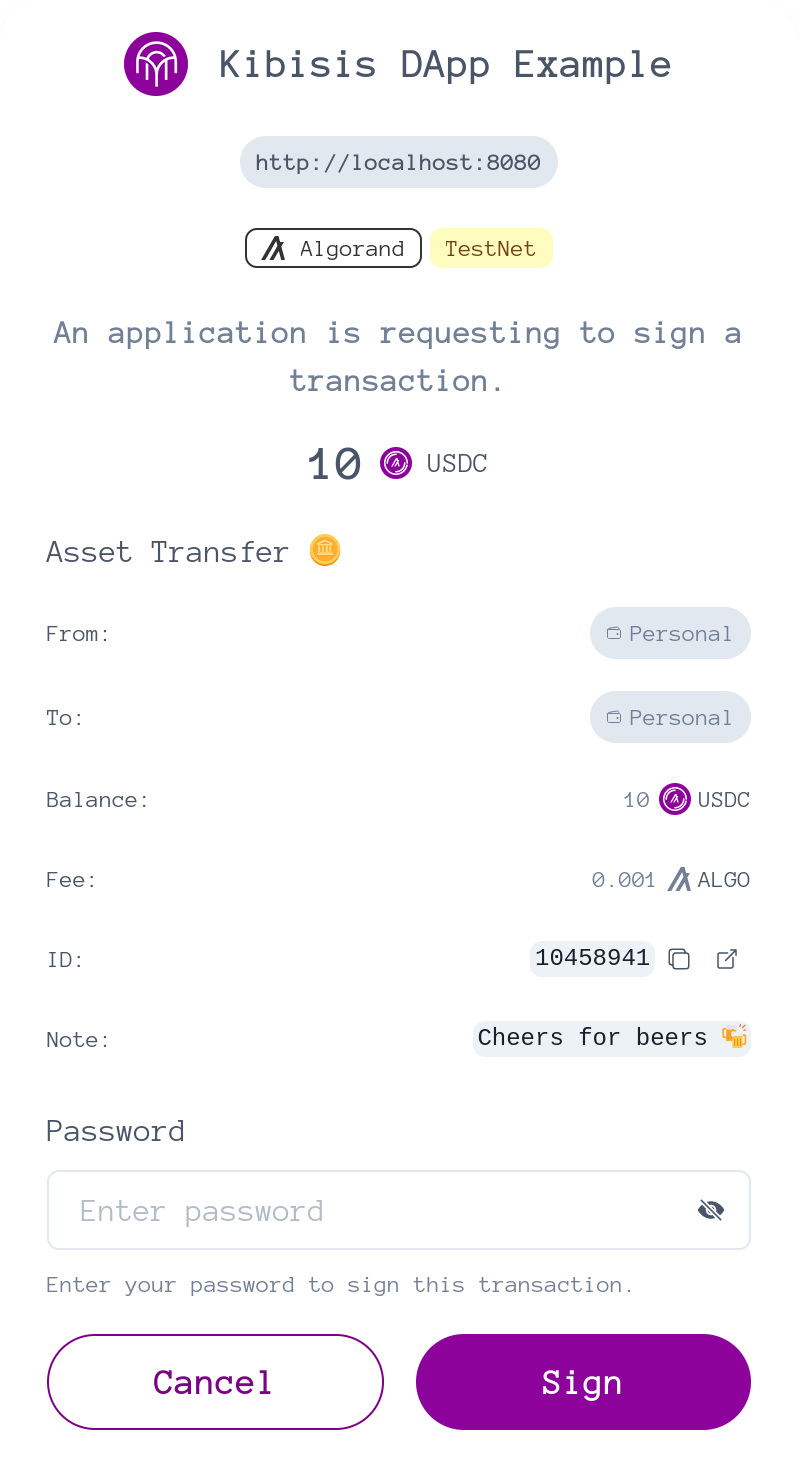 Kibisis DApp Example
http://localhost:8080
Algorand TestNet
An application is requesting to sign a
transaction.
10 USDC
Asset Transfer
From: Personal
To: Personal
Balance: 10 USDC
Fee: 0.001 ALGO
ID: 10458941
Note: Cheers for beers 🍻
Password
Enter password
Enter your password to sign this transaction.
Cancel Sign